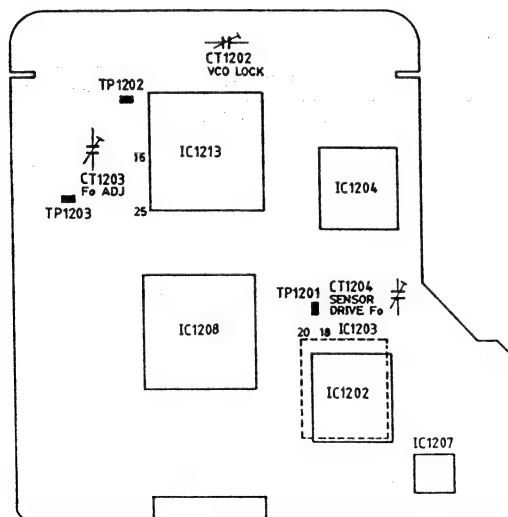 CT1202
VCO LOCK
TP1202
16
IC1213
CT1203
Fo ADJ
TP1203
25
IC1204
TP1201
CT1204
SENSOR
DRIVE Fo
20 18 IC1203
IC1208
IC1202
IC1207